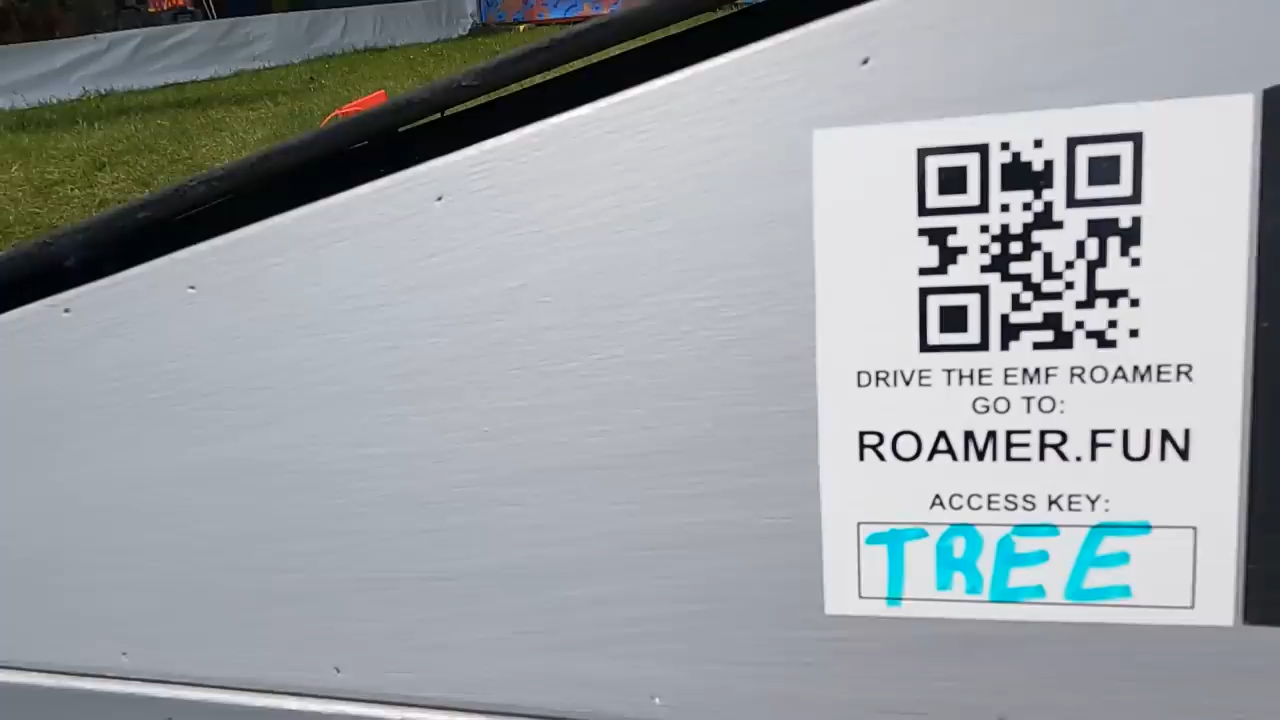 DRIVE THE EMF ROAMER
GO TO:
ROAMER.FUN
ACCESS KEY:
TREE